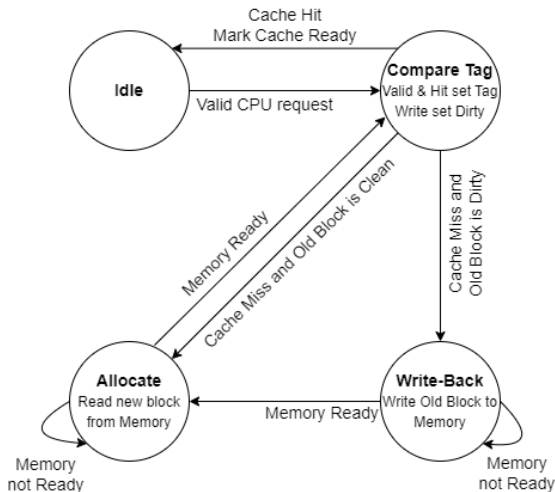 Cache Hit
Mark Cache Ready
Idle
Compare Tag
Valid & Hit set Tag
Write set Dirty
Valid CPU request
Memory Ready
Cache Miss and Old Block is Clean
Cache Miss and
Old Block is Dirty
Allocate
Read new block
from Memory
Memory Ready
Write-Back
Write Old Block to
Memory
Memory
not Ready
Memory
not Ready